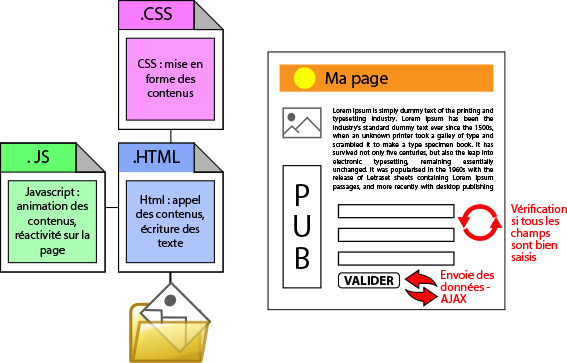 .CSS
CSS : mise en
forme des
contenus
. JS
Javascript :
animation des
contenus,
réactivité sur la
page
.HTML
Html : appel
des contenus,
écriture des
texte
Ma page
Lorem Ipsum is simply dummy text of the printing and
typesetting industry. Lorem Ipsum has been the
industry's standard dummy text ever since the 1500s,
when an unknown printer took a galley of type and
scrambled it to make a type specimen book. It has
survived not only five centuries, but also the leap into
electronic typesetting, remaining essentially
unchanged. It was popularised in the 1960s with the
release of Letraset sheets containing Lorem Ipsum
passages, and more recently with desktop publishing
P
U
B
Vérification
si tous les
champs
sont bien
saisis
VALIDER
Envoie des
données -
AJAX